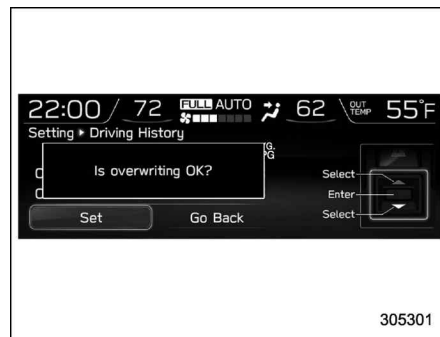 22:00 / 72 FULL AUTO 62 OUT TEMP 55°F
Setting ▸ Driving History
Is overwriting OK?
Select
Enter
Select
Set Go Back
305301